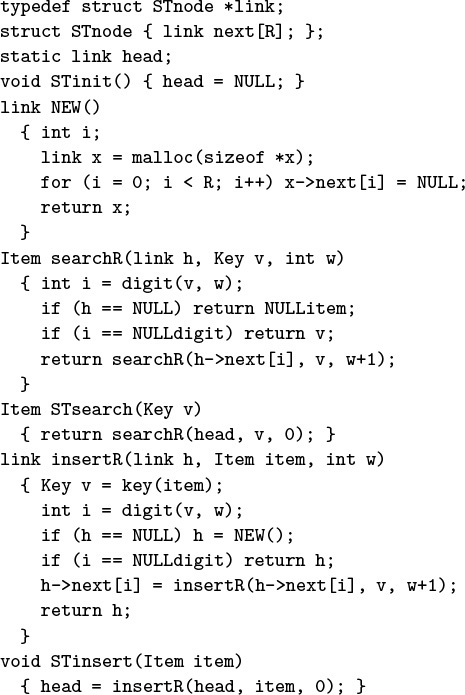 typedef struct STnode *link;
struct STnode { link next[R]; };
static link head;
void STinit() { head = NULL; }
link NEW()
  { int i;
    link x = malloc(sizeof *x);
    for (i = 0; i < R; i++) x->next[i] = NULL;
    return x;
  }
Item searchR(link h, Key v, int w)
  { int i = digit(v, w);
    if (h == NULL) return NULLitem;
    if (i == NULLdigit) return v;
    return searchR(h->next[i], v, w+1);
  }
Item STsearch(Key v)
  { return searchR(head, v, 0); }
link insertR(link h, Item item, int w)
  { Key v = key(item);
    int i = digit(v, w);
    if (h == NULL) h = NEW();
    if (i == NULLdigit) return h;
    h->next[i] = insertR(h->next[i], v, w+1);
    return h;
  }
void STinsert(Item item)
  { head = insertR(head, item, 0); }